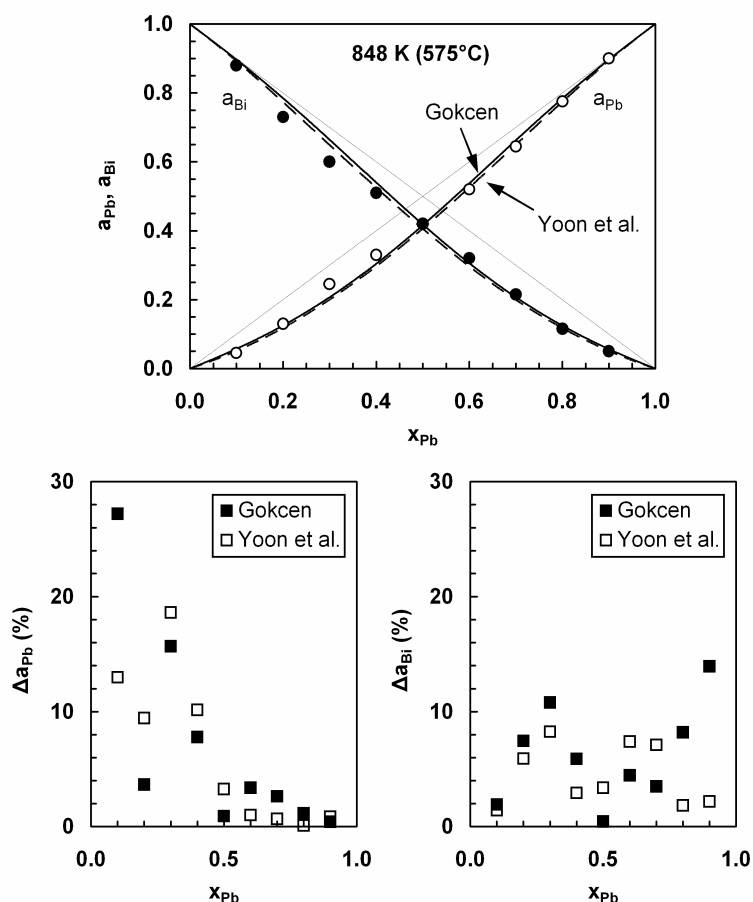 848 K (575°C)
a_Bi
a_Pb
Gokcen
Yoon et al.
a_Pb, a_Bi
1.0
0.8
0.6
0.4
0.2
0.0
0.0 0.2 0.4 0.6 0.8 1.0
x_Pb
Gokcen
Yoon et al.
Δa_Pb (%)
30
20
10
0
0.0 0.5 1.0
x_Pb
Gokcen
Yoon et al.
Δa_Bi (%)
30
20
10
0
0.0 0.5 1.0
x_Pb